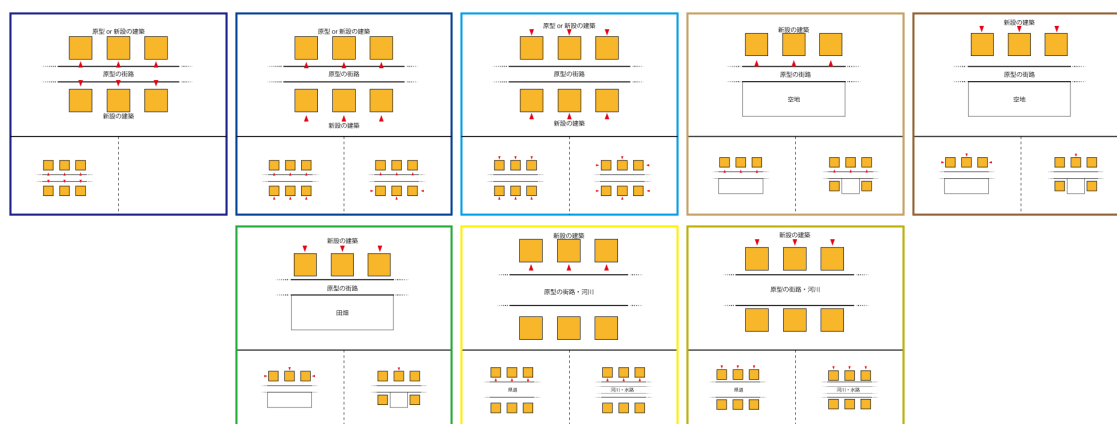 原型 or 新設の建築
原型の街路
新設の建築
原型 or 新設の建築
原型の街路
新設の建築
原型 or 新設の建築
原型の街路
新設の建築
新設の建築
原型の街路
空地
新設の建築
原型の街路
空地
新設の建築
原型の街路
田畑
新設の建築
原型の街路・河川
県道
河川・水路
新設の建築
原型の街路・河川
県道
河川・水路